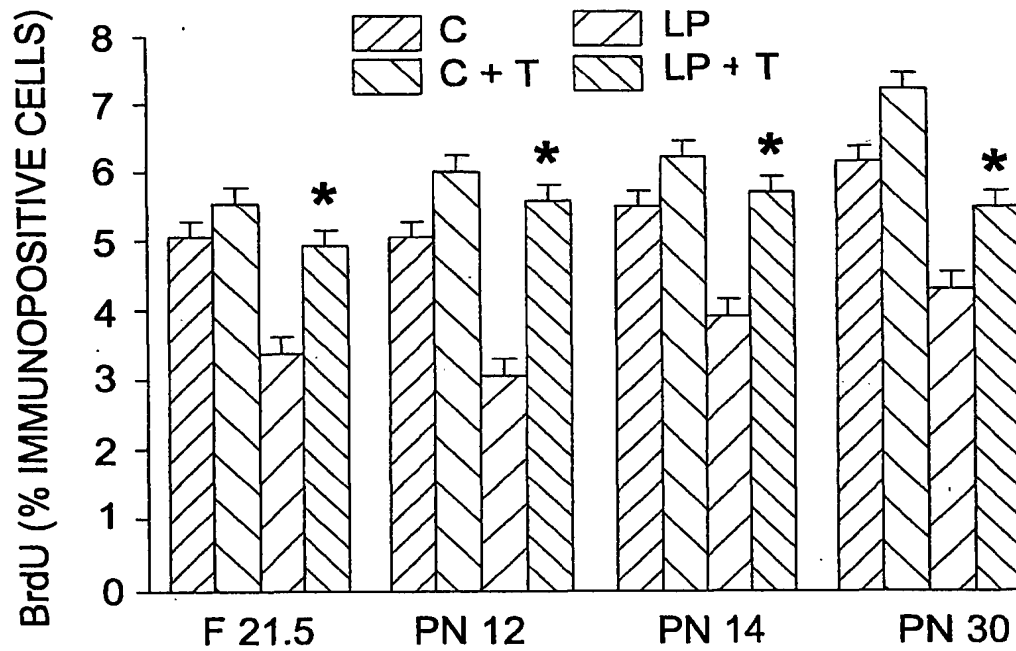 BrdU (% IMMUNOPOSITIVE CELLS)
8
7
6
5
4
3
2
1
0
C
LP
C + T
LP + T
*
*
*
*
F 21.5
PN 12
PN 14
PN 30